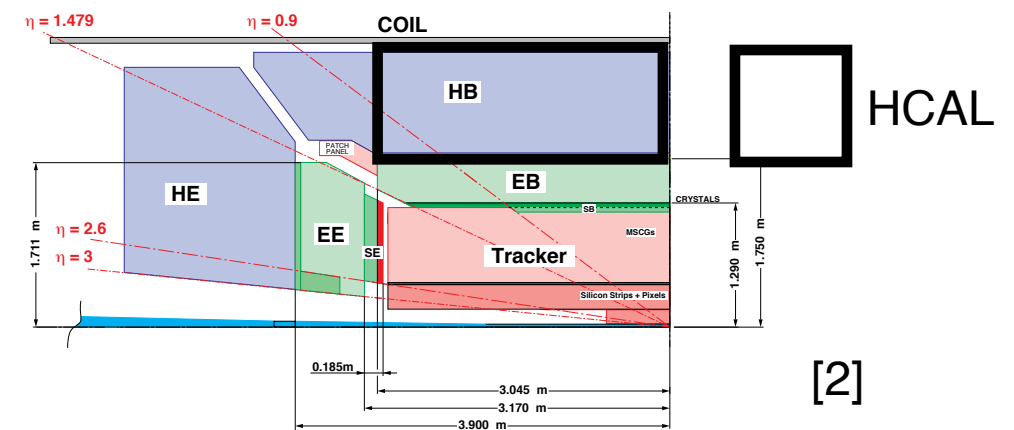 η = 1.479
η = 0.9
COIL
HB
HCAL
PATCH
PANEL
EB
HE
CRYSTALS
SB
η = 2.6
EE
MSCGs
1.711 m
SE
Tracker
1.290 m
1.750 m
η = 3
Silicon Strips + Pixels
0.185m
3.045 m
[2]
3.170 m
3.900 m